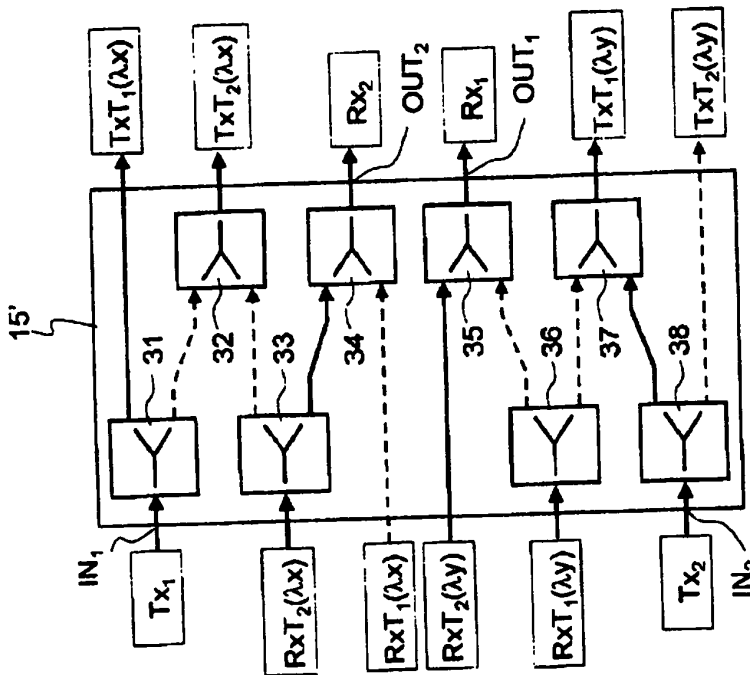 15'
IN₁
Tx₁
RxT₂(λx)
RxT₁(λx)
RxT₂(λy)
RxT₁(λy)
Tx₂
IN₂
31
32
33
34
35
36
37
38
TxT₁(λx)
TxT₂(λx)
Rx₂
OUT₂
Rx₁
OUT₁
TxT₁(λy)
TxT₂(λy)